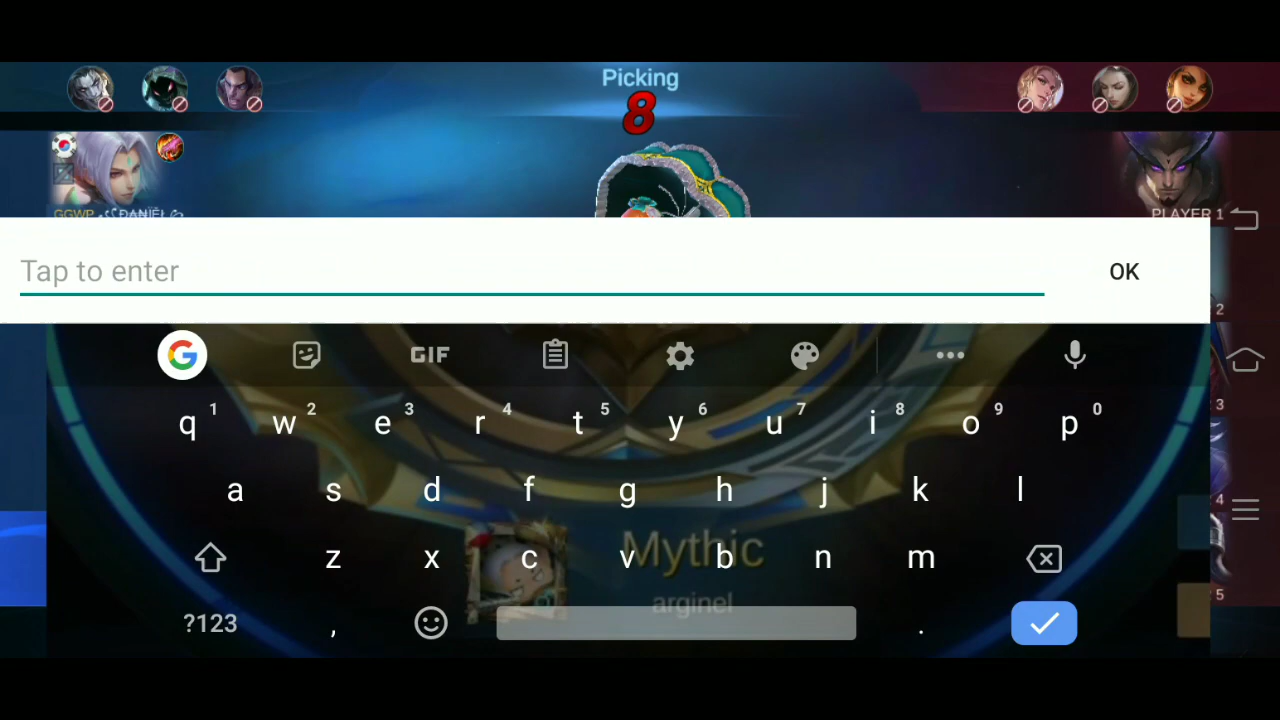 Picking
8
GGWP
PLAYER 1
Tap to enter
OK
2
GIF
3
q1 w2 e3 r4 t5 y6 u7 i8 o9 p0
a s d f g h j k l
4
z x c v b n m
Mythic
arginel
5
?123 , .